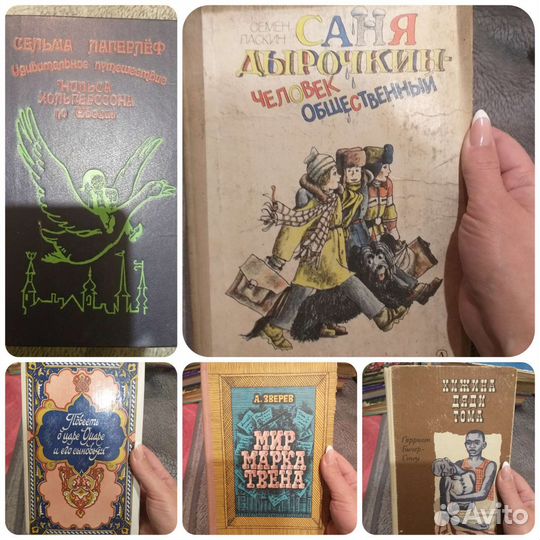 СЕЛЬМА ЛАГЕРЛЁФ
Удивительное путешествие
НИЛЬСА
ХОЛЬГЕРССОНА
по Швеции
СЕМЕН
ЛАСКИН
САНЯ
ДЫРОЧКИН-
ЧЕЛОВЕК
ОБЩЕСТВЕННЫЙ
Повесть
о царе Омаре
и его сыновьях
А. ЗВЕРЕВ
МИР
МАРКА
ТВЕНА
ХИЖИНА
ДЯДИ
ТОМА
Гарриет
Бичер-
Стоу
Avito